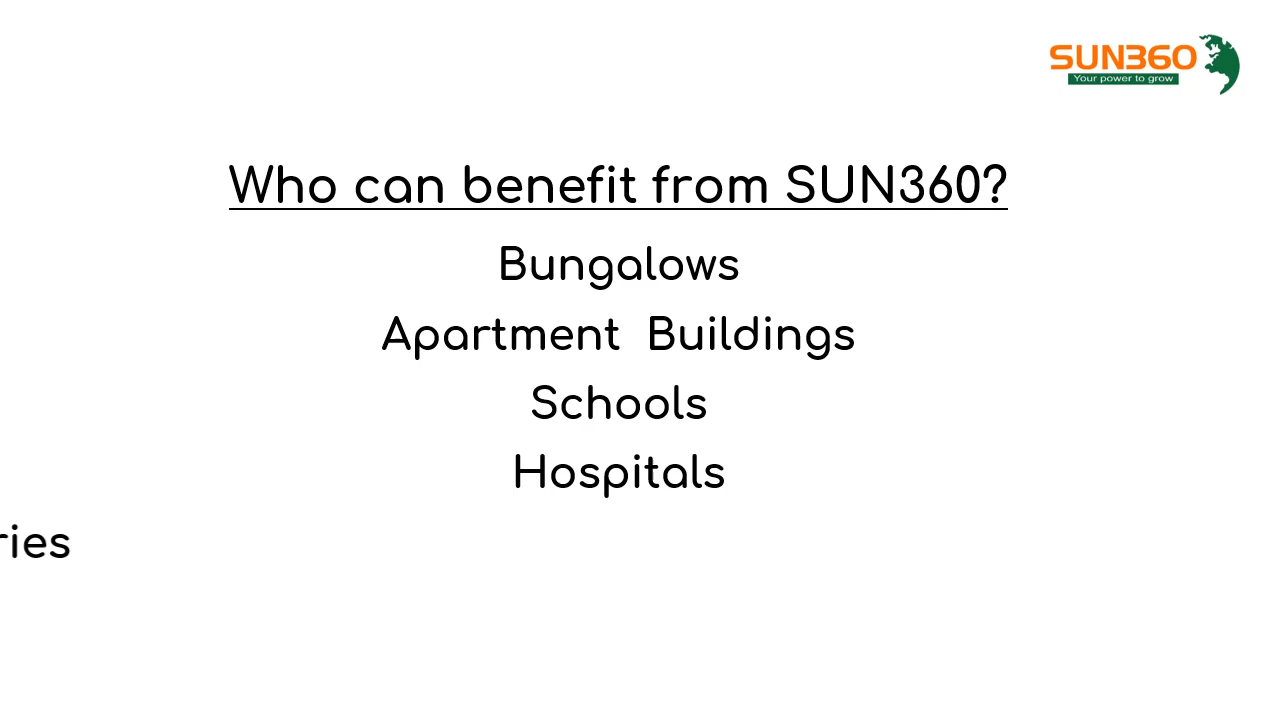 SUN360
Your power to grow
Who can benefit from SUN360?
Bungalows
Apartment Buildings
Schools
Hospitals
ries